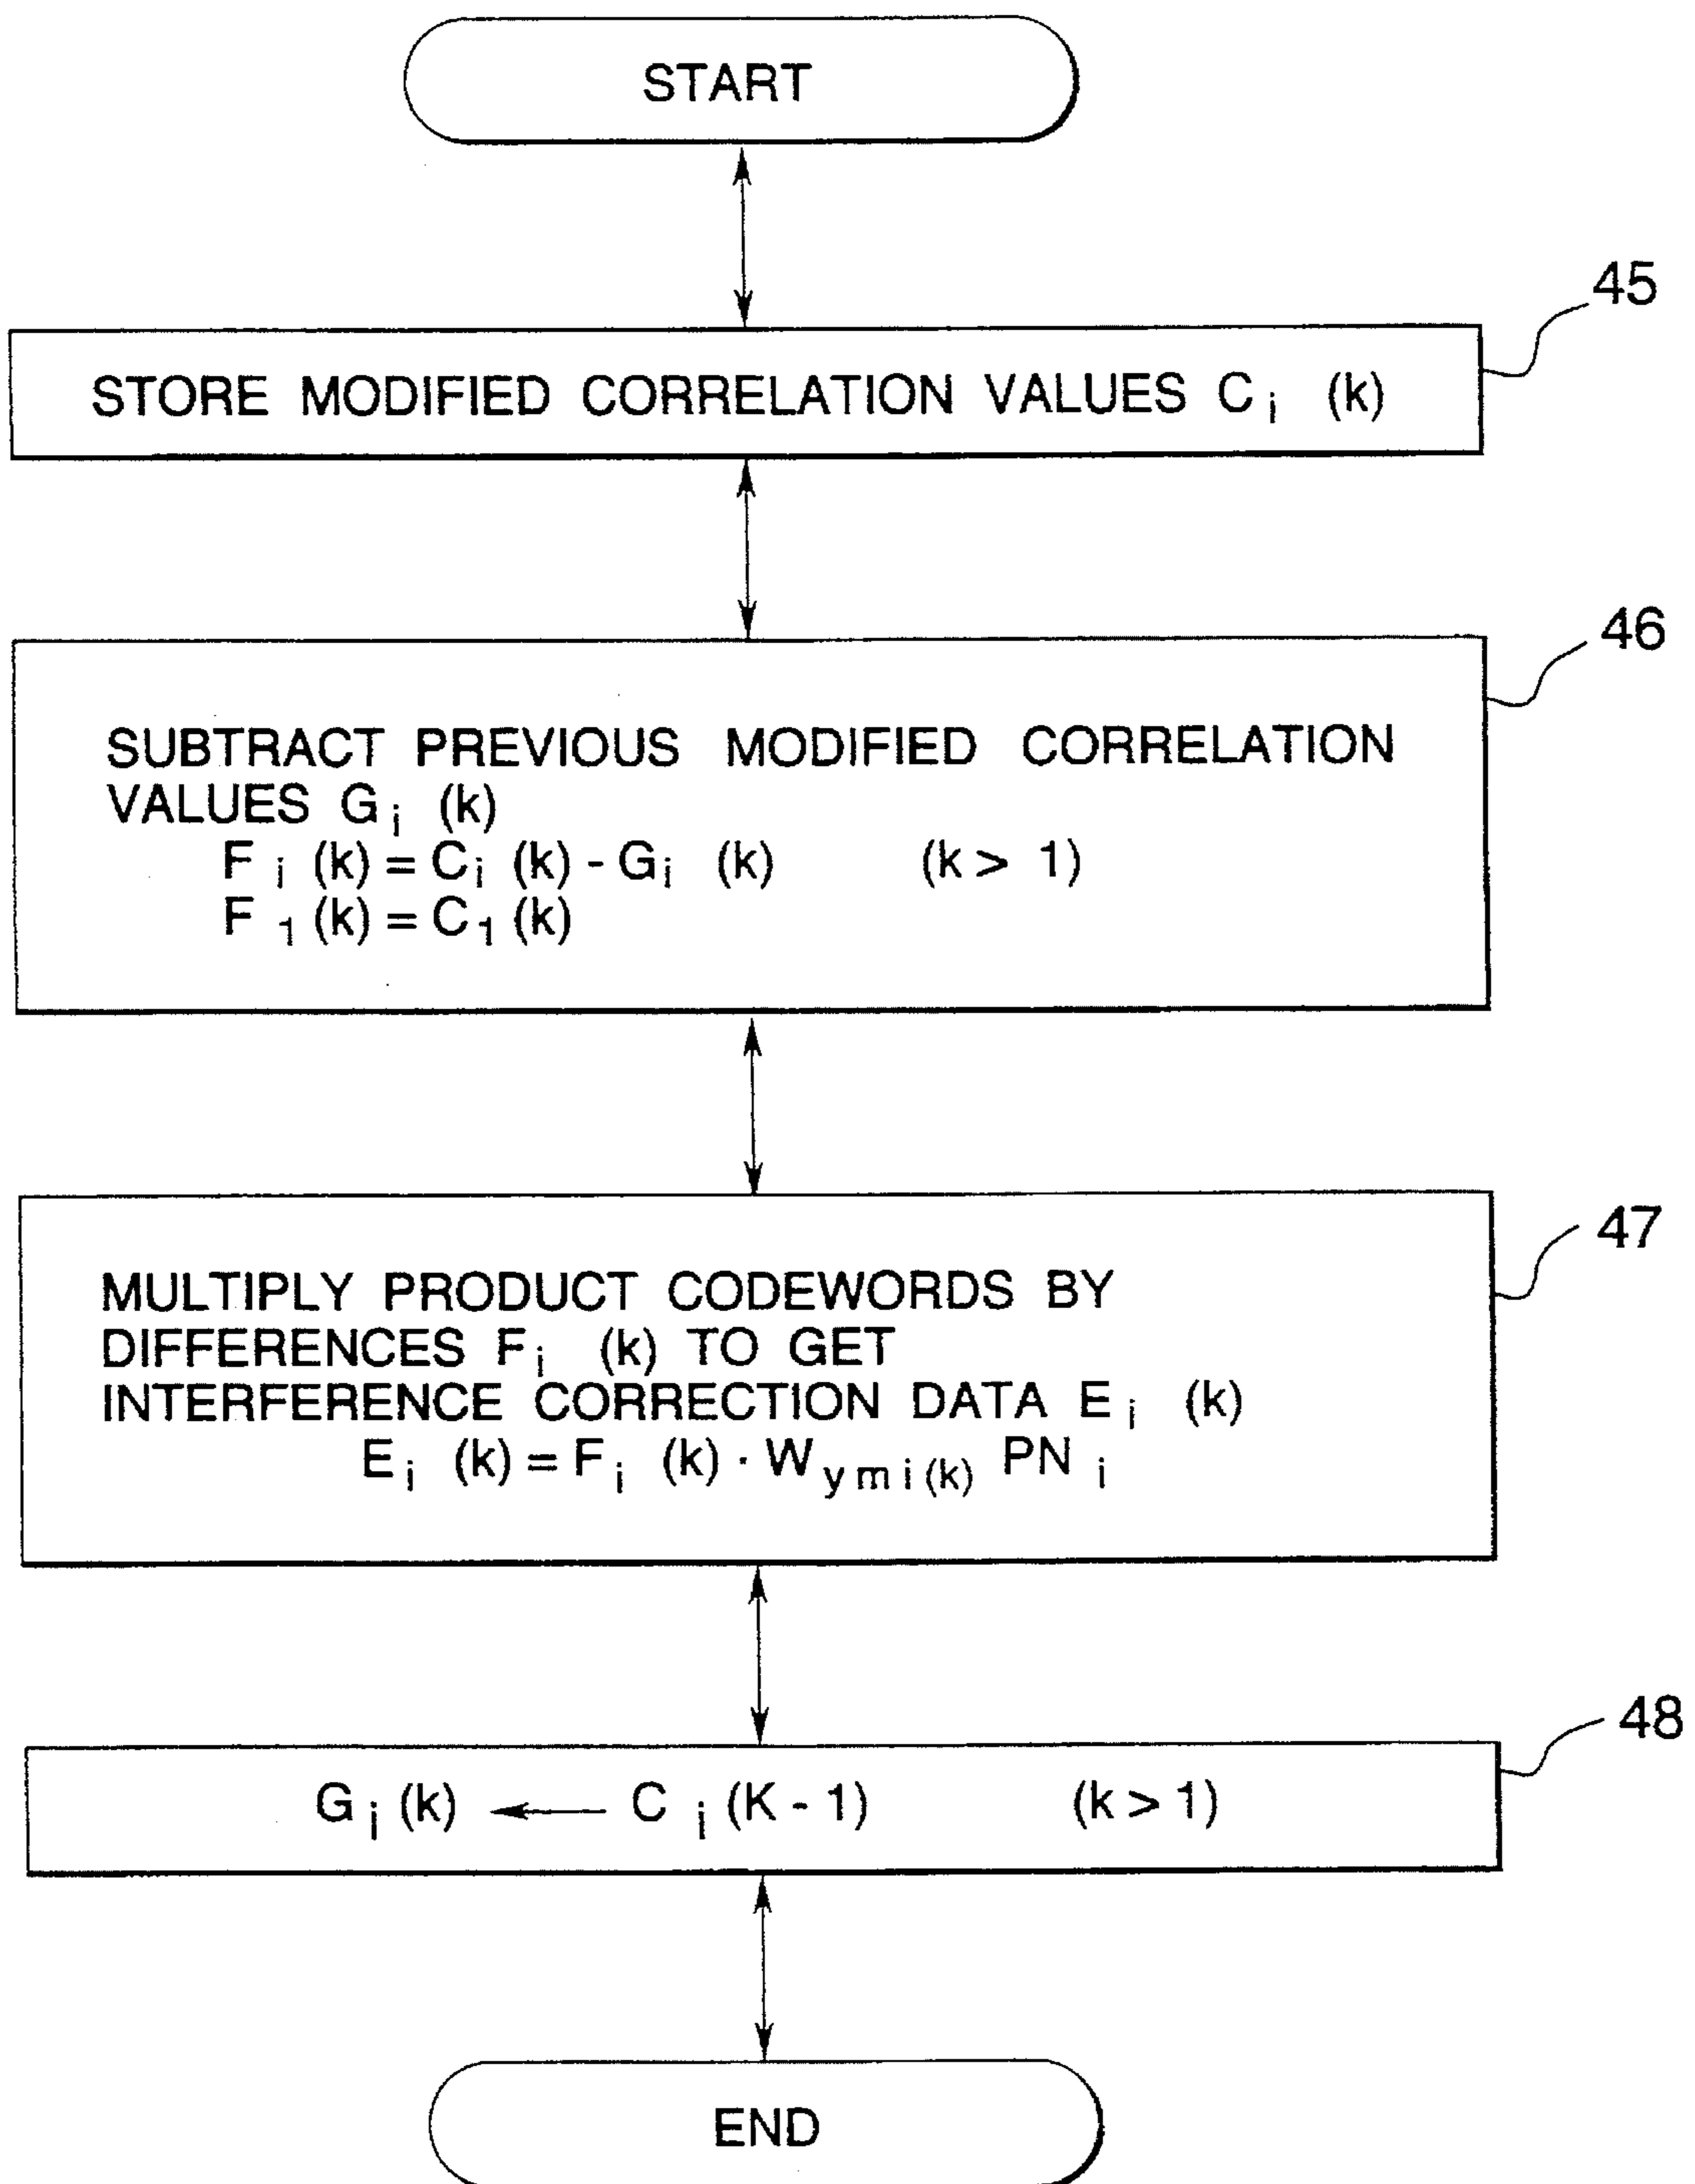 START
45
STORE MODIFIED CORRELATION VALUES C i (k)
46
SUBTRACT PREVIOUS MODIFIED CORRELATION
VALUES G i (k)
F i (k) = C i (k) - G i (k) (k > 1)
F 1 (k) = C 1 (k)
47
MULTIPLY PRODUCT CODEWORDS BY
DIFFERENCES F i (k) TO GET
INTERFERENCE CORRECTION DATA E i (k)
E i (k) = F i (k) · W y m i (k) PN i
48
G i (k) ← C i (K - 1) (k > 1)
END